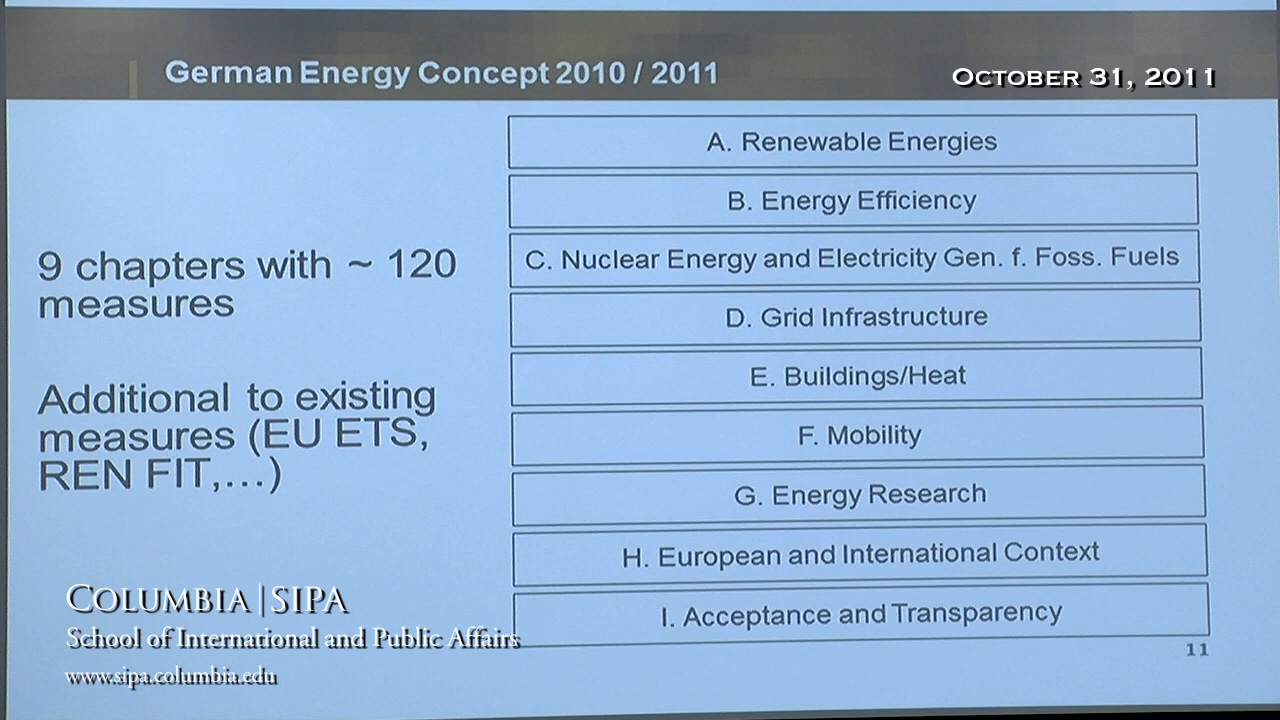 German Energy Concept 2010 / 2011
October 31, 2011
9 chapters with ~ 120
measures
Additional to existing
measures (EU ETS,
REN FIT,...)
A. Renewable Energies
B. Energy Efficiency
C. Nuclear Energy and Electricity Gen. f. Foss. Fuels
D. Grid Infrastructure
E. Buildings/Heat
F. Mobility
G. Energy Research
H. European and International Context
I. Acceptance and Transparency
11
Columbia | SIPA
School of International and Public Affairs
www.sipa.columbia.edu